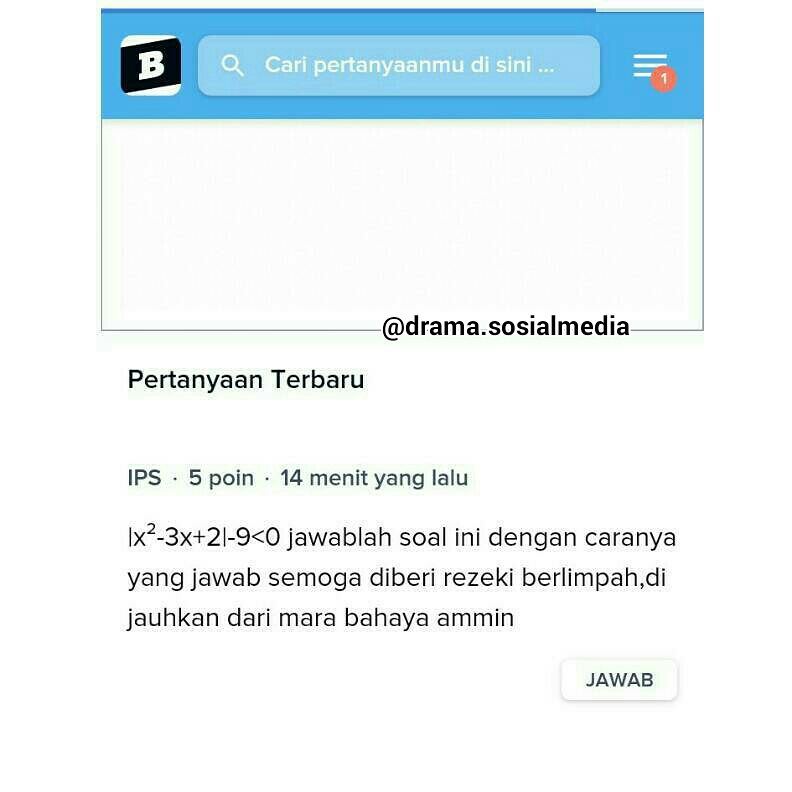 B
Cari pertanyaanmu di sini ...
1
@drama.sosialmedia
Pertanyaan Terbaru
IPS · 5 poin · 14 menit yang lalu
|x²-3x+2|-9<0 jawablah soal ini dengan caranya
yang jawab semoga diberi rezeki berlimpah,di
jauhkan dari mara bahaya ammin
JAWAB